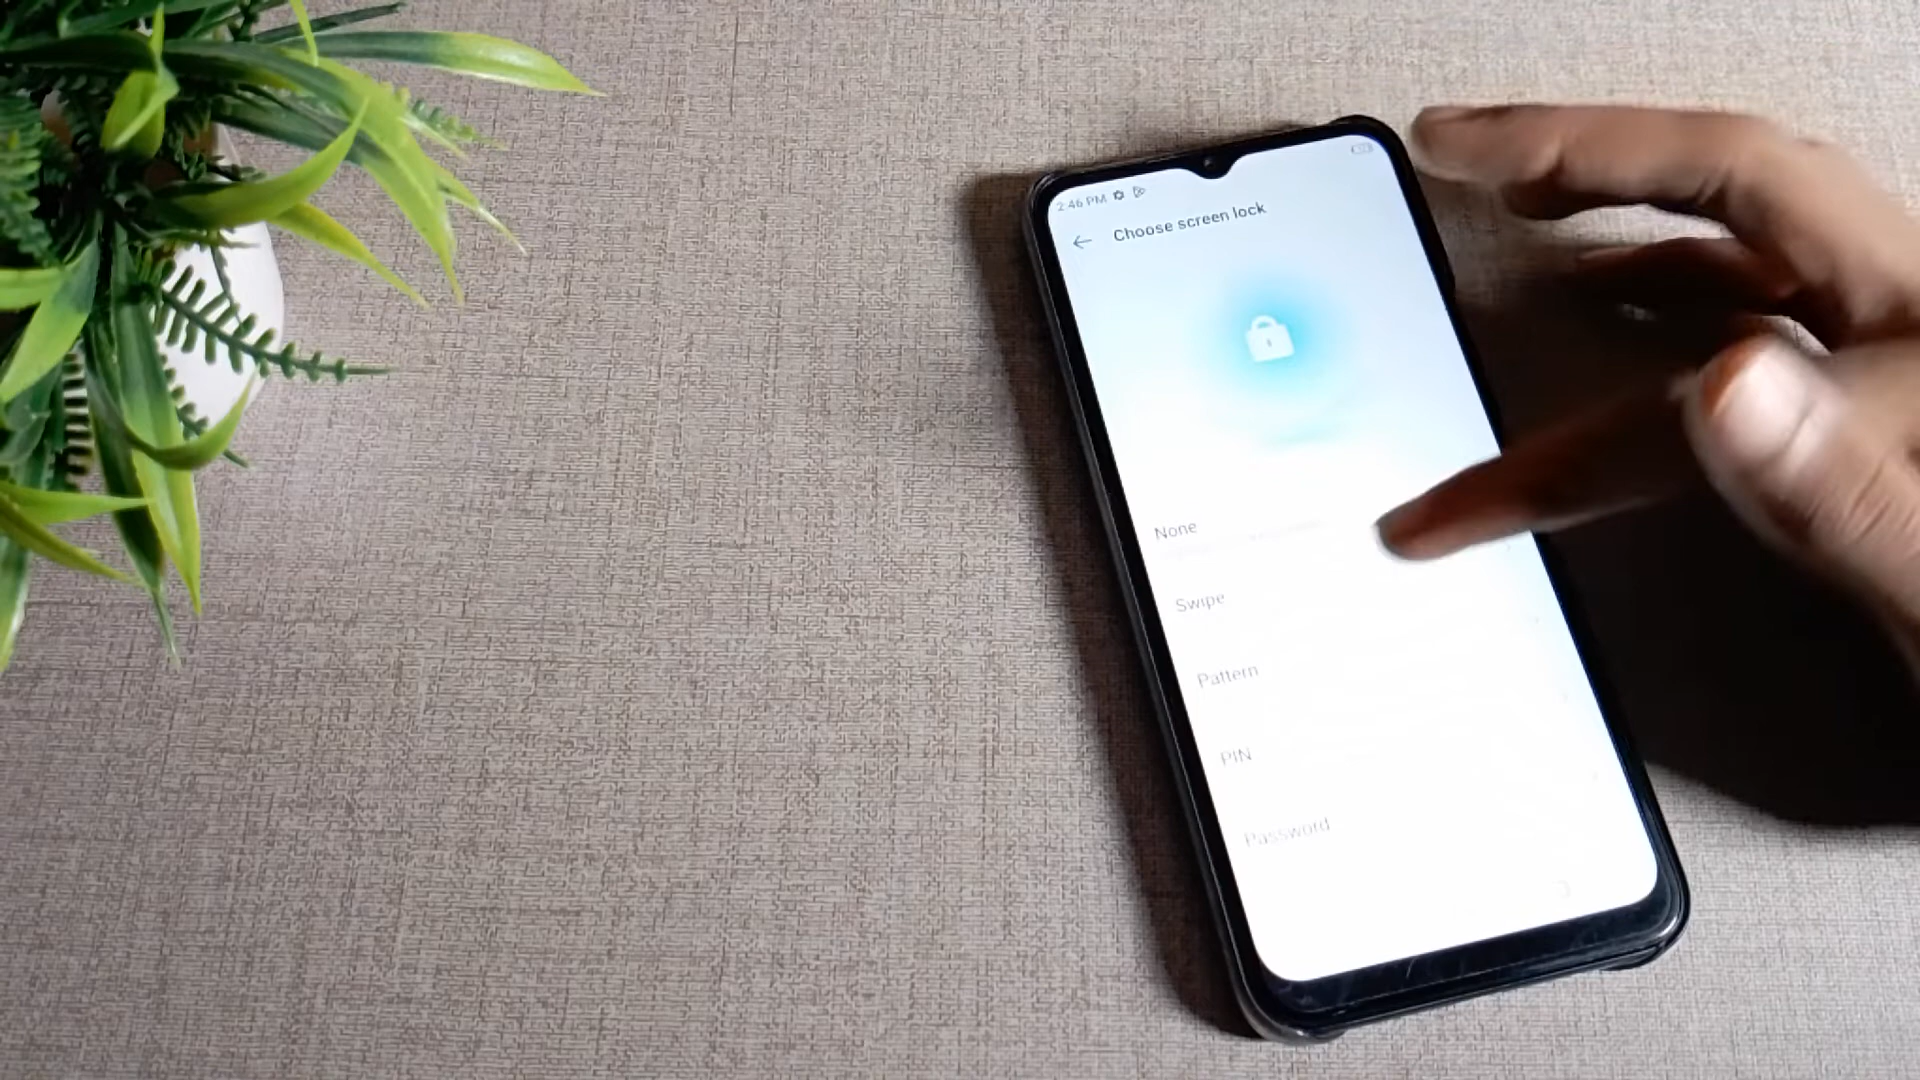 2:46 PM
Choose screen lock
None
Swipe
Pattern
PIN
Password